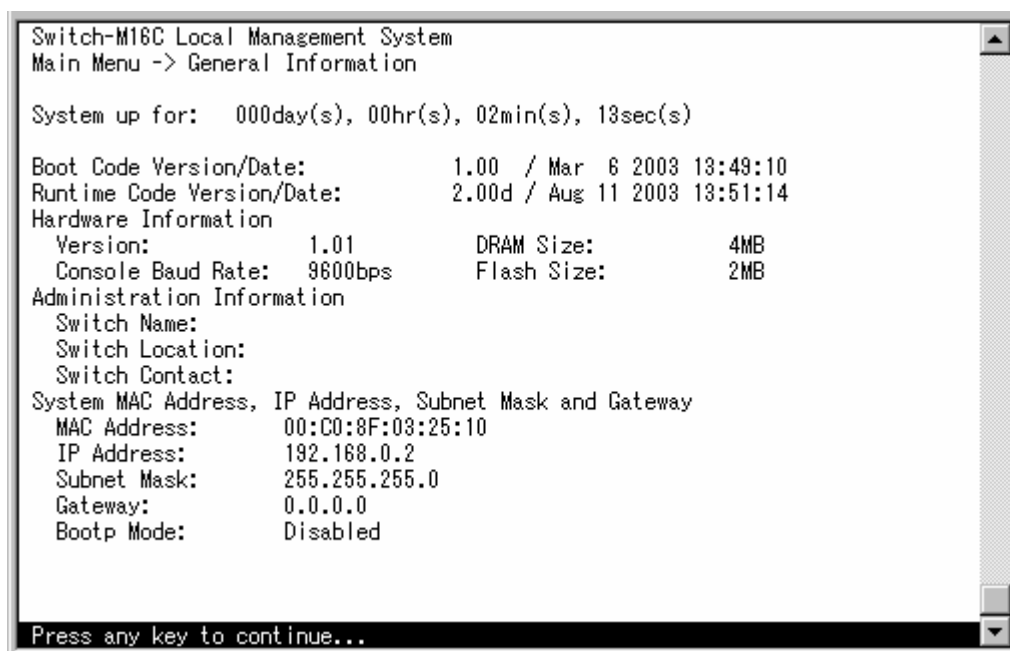 Switch-M16C Local Management System
Main Menu -> General Information
System up for:   000day(s), 00hr(s), 02min(s), 13sec(s)
Boot Code Version/Date:            1.00  / Mar  6 2003 13:49:10
Runtime Code Version/Date:         2.00d / Aug 11 2003 13:51:14
Hardware Information
  Version:             1.01          DRAM Size:          4MB
  Console Baud Rate:   9600bps       Flash Size:         2MB
Administration Information
  Switch Name:
  Switch Location:
  Switch Contact:
System MAC Address, IP Address, Subnet Mask and Gateway
  MAC Address:       00:C0:8F:03:25:10
  IP Address:        192.168.0.2
  Subnet Mask:       255.255.255.0
  Gateway:           0.0.0.0
  Bootp Mode:        Disabled
Press any key to continue...